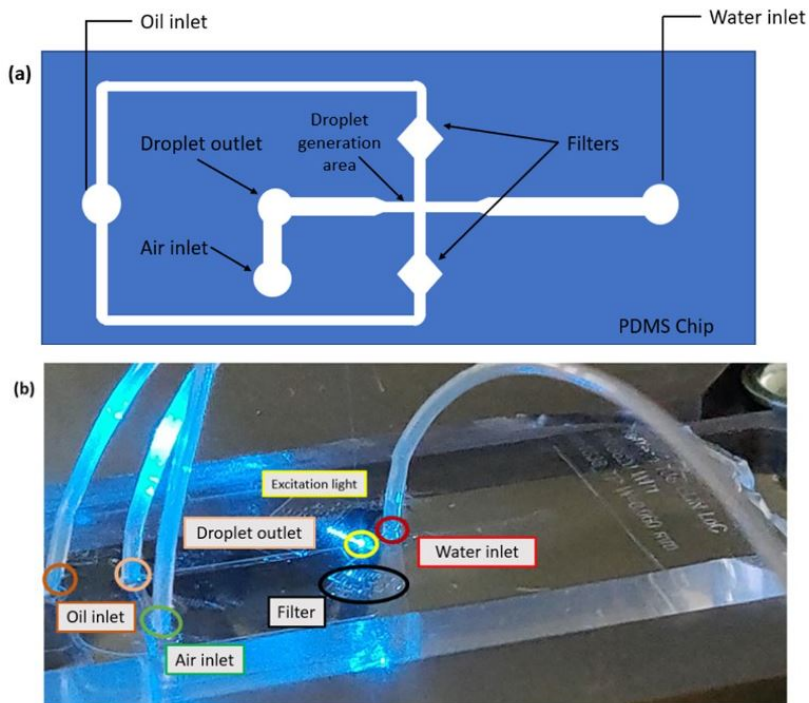 Oil inlet
Water inlet
(a)
Droplet outlet
Droplet
generation
area
Filters
Air inlet
PDMS Chip
(b)
Excitation light
Droplet outlet
Water inlet
Oil inlet
Filter
Air inlet